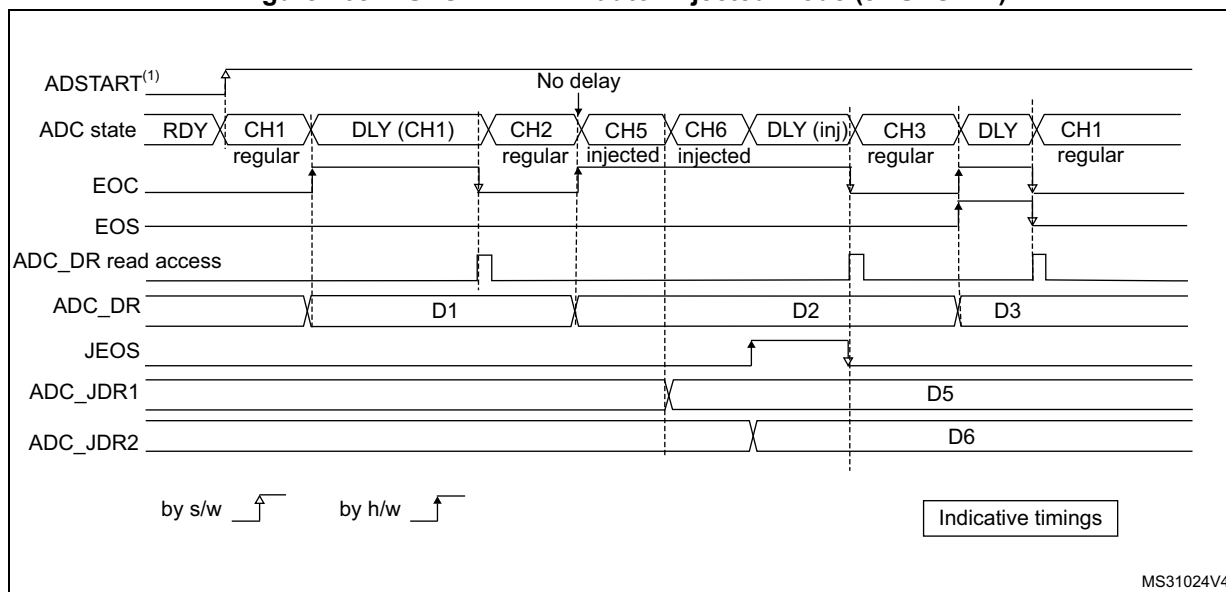 ADSTART(1)
No delay
ADC state RDY CH1 DLY (CH1) CH2 CH5 CH6 DLY (inj) CH3 DLY CH1
regular regular injected injected regular regular
EOC
EOS
ADC_DR read access
ADC_DR D1 D2 D3
JEOS
ADC_JDR1 D5
ADC_JDR2 D6
by s/w by h/w Indicative timings
MS31024V4